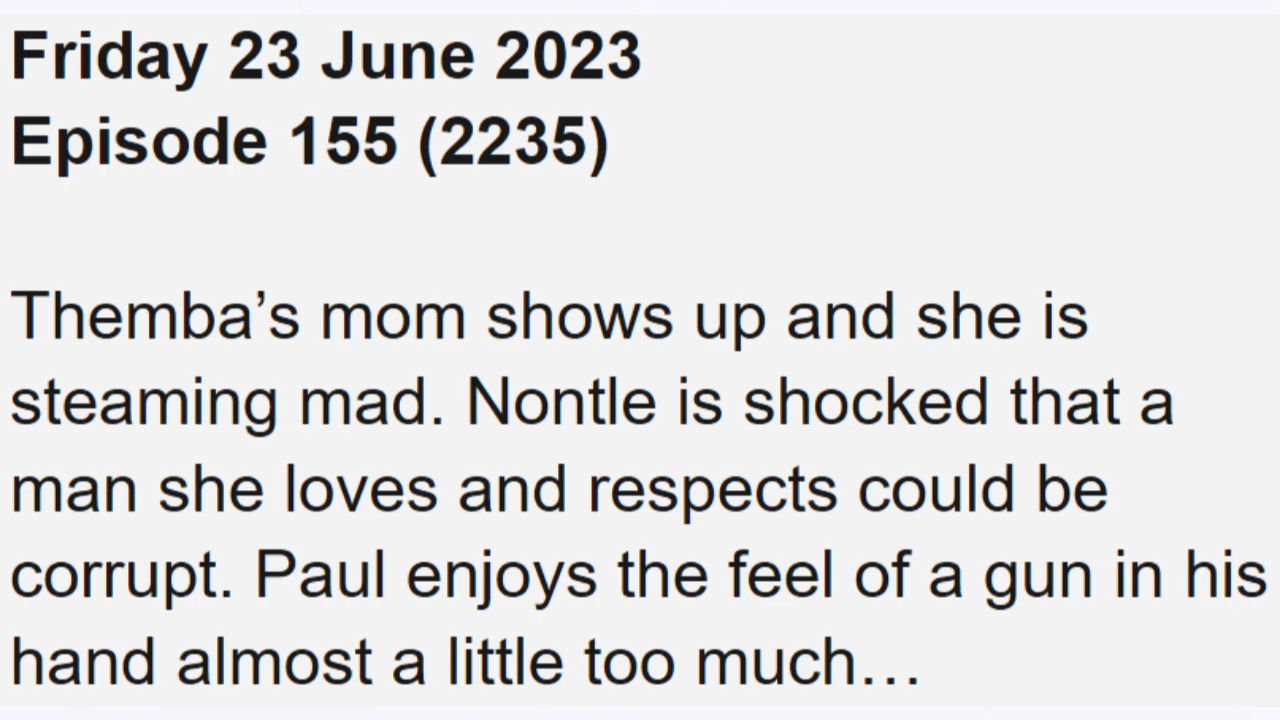 Friday 23 June 2023
Episode 155 (2235)
Themba’s mom shows up and she is
steaming mad. Nontle is shocked that a
man she loves and respects could be
corrupt. Paul enjoys the feel of a gun in his
hand almost a little too much…